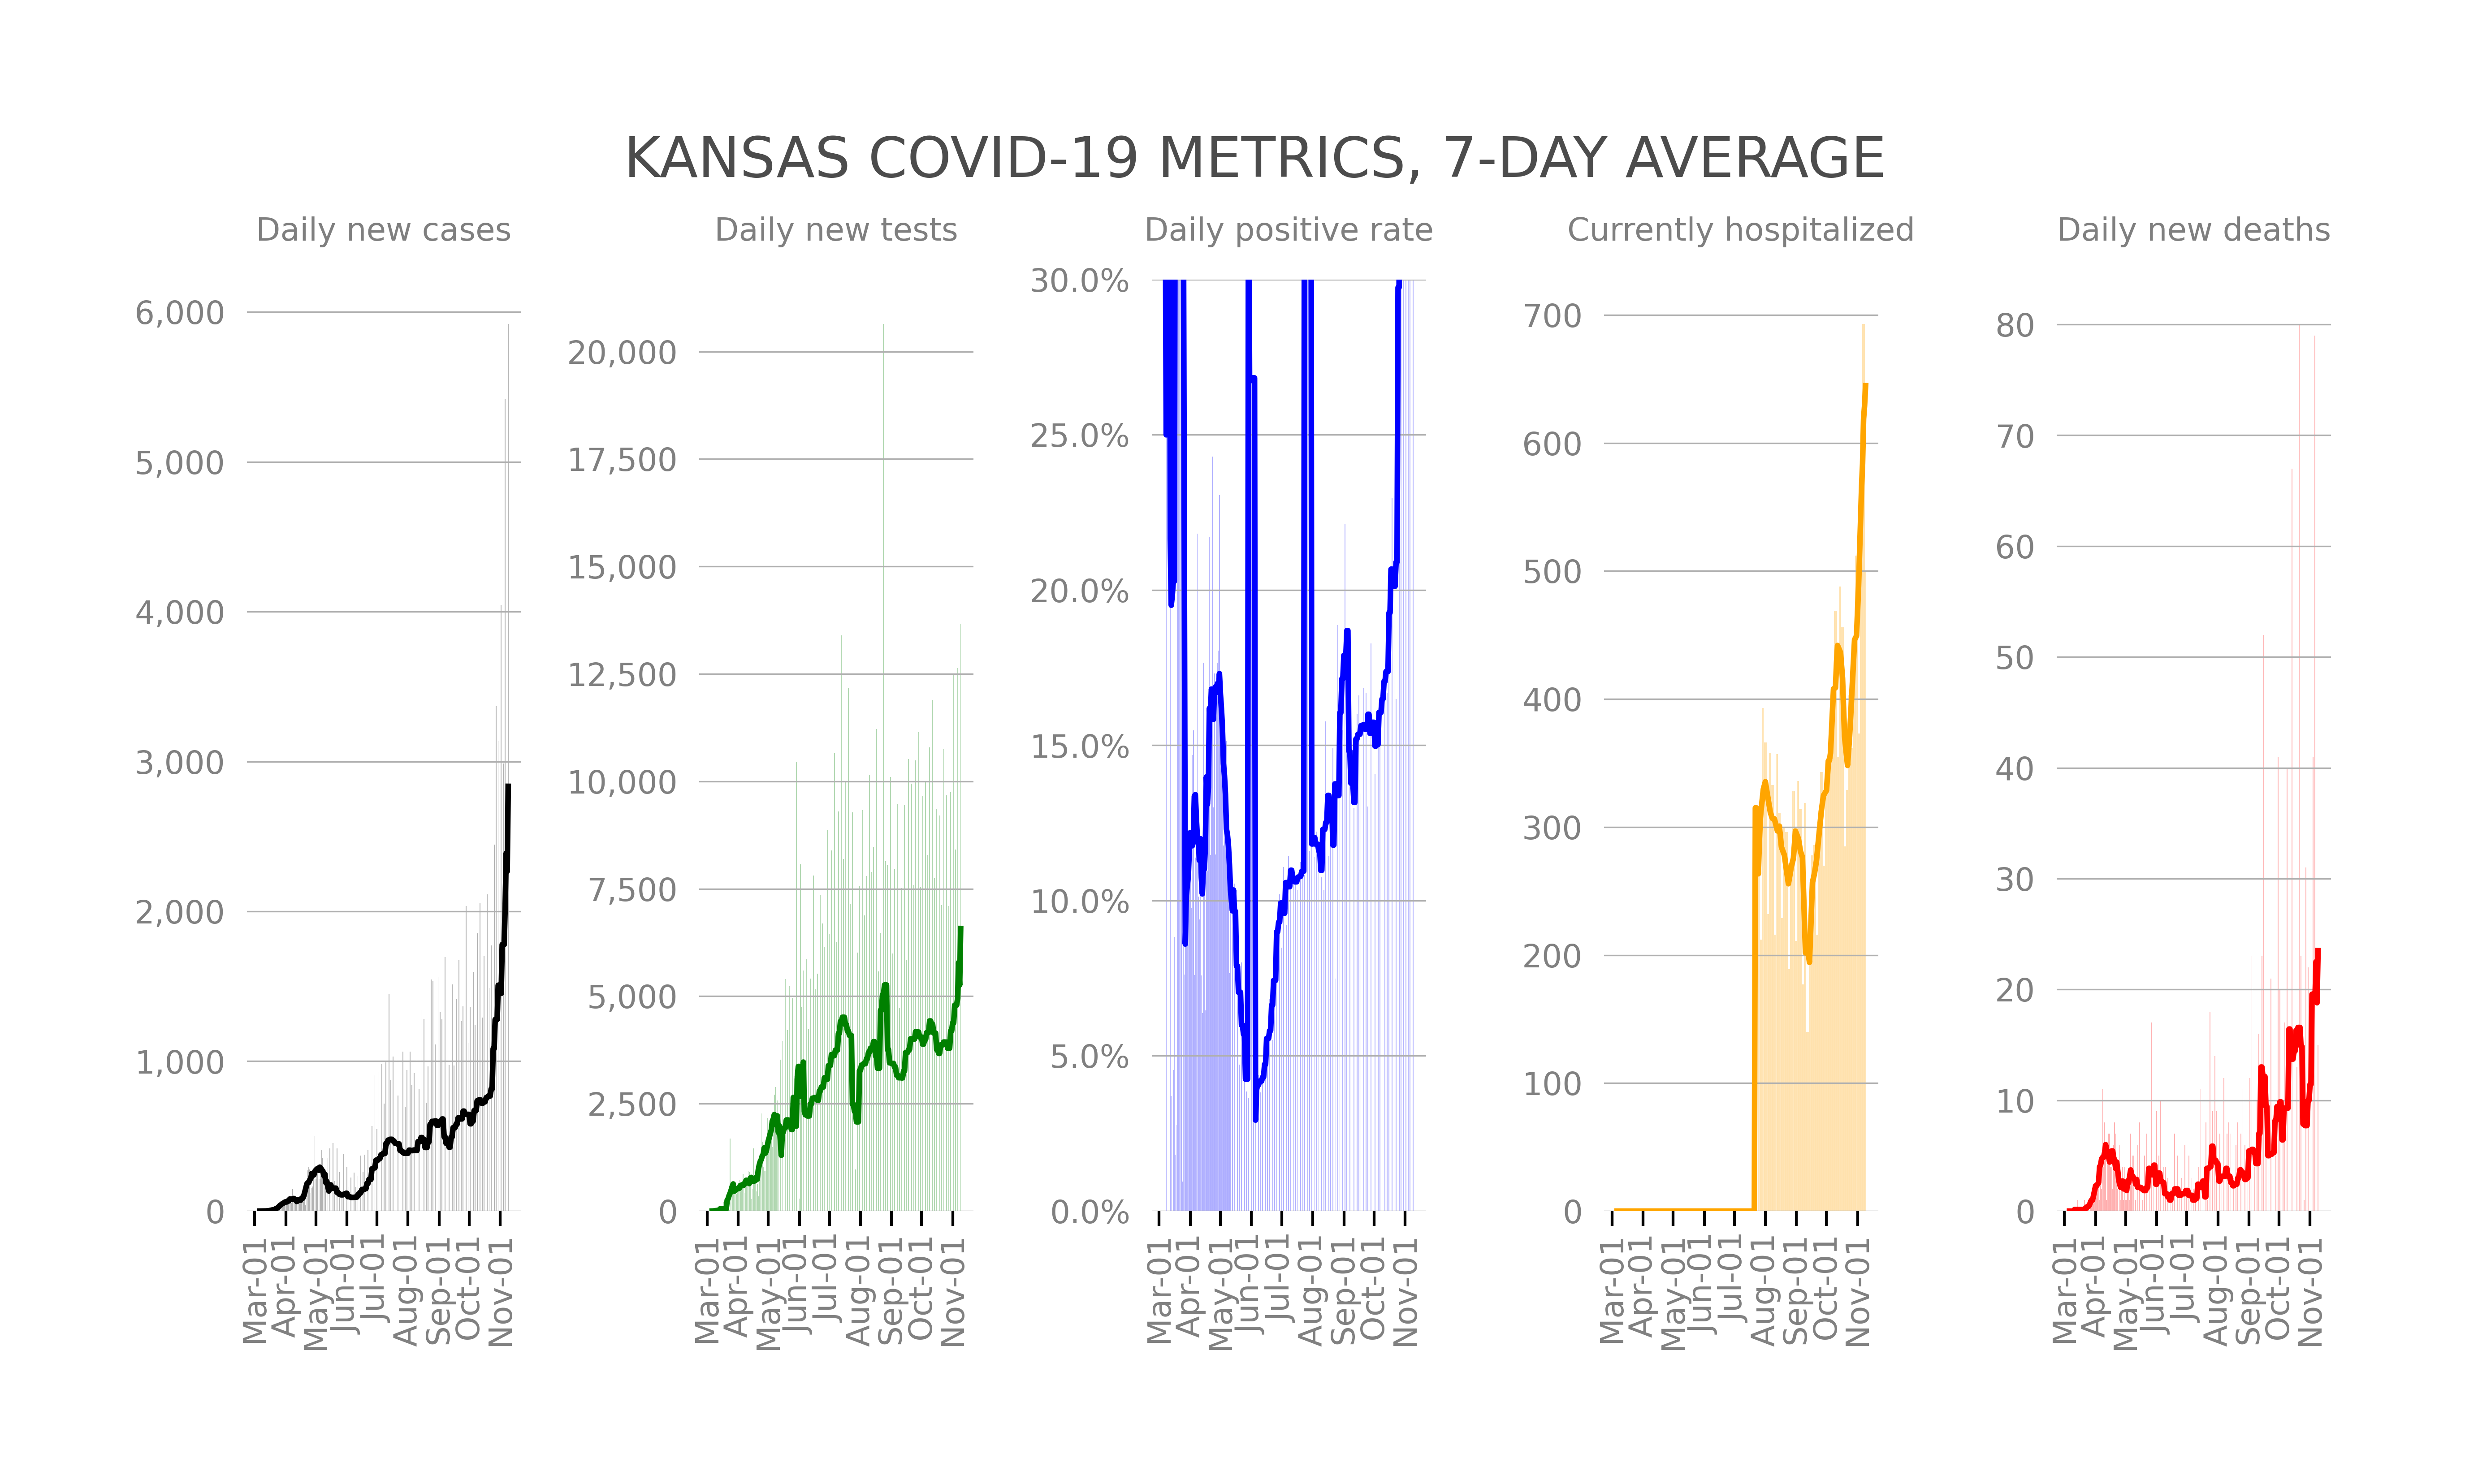 KANSAS COVID-19 METRICS, 7-DAY AVERAGE
Daily new cases
6,000
5,000
4,000
3,000
2,000
1,000
0
Mar-01
Apr-01
May-01
Jun-01
Jul-01
Aug-01
Sep-01
Oct-01
Nov-01
Daily new tests
20,000
17,500
15,000
12,500
10,000
7,500
5,000
2,500
0
Mar-01
Apr-01
May-01
Jun-01
Jul-01
Aug-01
Sep-01
Oct-01
Nov-01
Daily positive rate
30.0%
25.0%
20.0%
15.0%
10.0%
5.0%
0.0%
Mar-01
Apr-01
May-01
Jun-01
Jul-01
Aug-01
Sep-01
Oct-01
Nov-01
Currently hospitalized
700
600
500
400
300
200
100
0
Mar-01
Apr-01
May-01
Jun-01
Jul-01
Aug-01
Sep-01
Oct-01
Nov-01
Daily new deaths
80
70
60
50
40
30
20
10
0
Mar-01
Apr-01
May-01
Jun-01
Jul-01
Aug-01
Sep-01
Oct-01
Nov-01